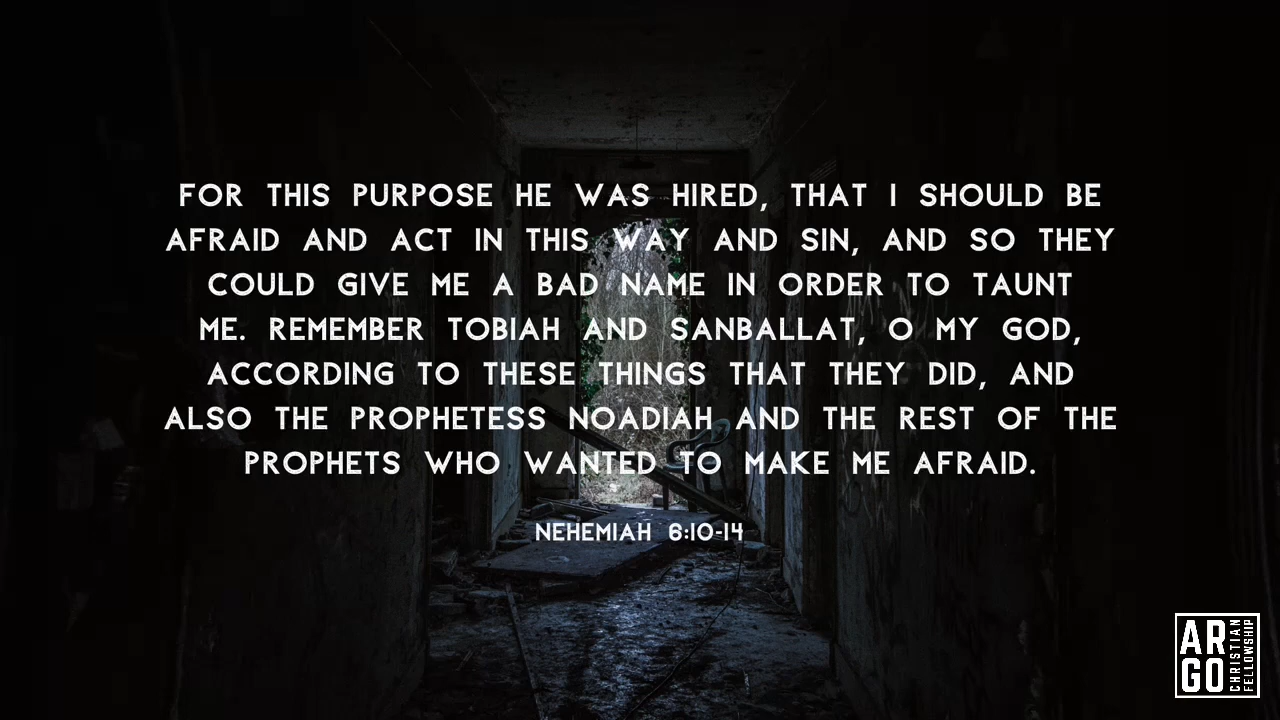 FOR THIS PURPOSE HE WAS HIRED, THAT I SHOULD BE
AFRAID AND ACT IN THIS WAY AND SIN, AND SO THEY
COULD GIVE ME A BAD NAME IN ORDER TO TAUNT
ME. REMEMBER TOBIAH AND SANBALLAT, O MY GOD,
ACCORDING TO THESE THINGS THAT THEY DID, AND
ALSO THE PROPHETESS NOADIAH AND THE REST OF THE
PROPHETS WHO WANTED TO MAKE ME AFRAID.
NEHEMIAH 6:10-14
AR
GO
CHRISTIAN
FELLOWSHIP